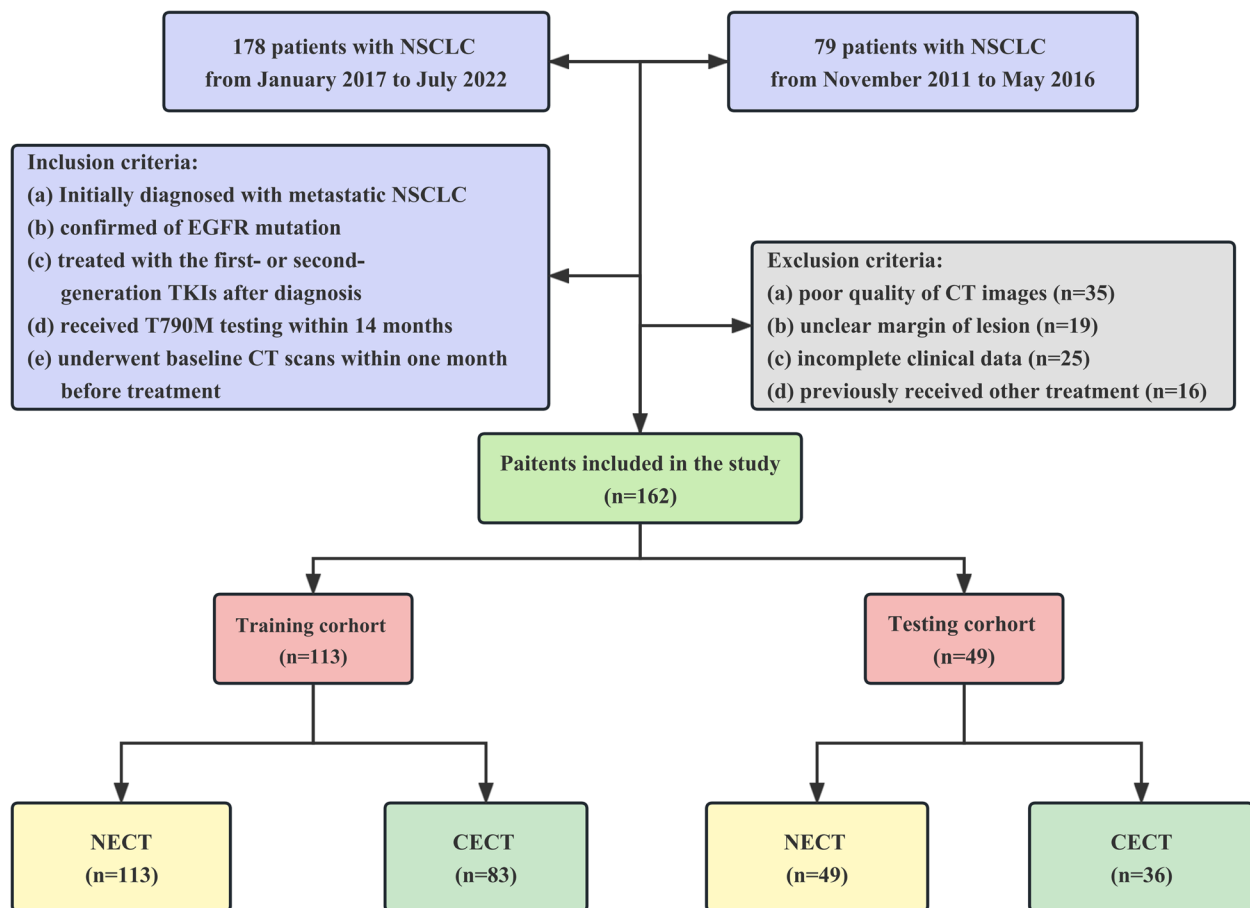 178 patients with NSCLC
from January 2017 to July 2022
79 patients with NSCLC
from November 2011 to May 2016
Inclusion criteria:
(a) Initially diagnosed with metastatic NSCLC
(b) confirmed of EGFR mutation
(c) treated with the first- or second-
generation TKIs after diagnosis
(d) received T790M testing within 14 months
(e) underwent baseline CT scans within one month
before treatment
Exclusion criteria:
(a) poor quality of CT images (n=35)
(b) unclear margin of lesion (n=19)
(c) incomplete clinical data (n=25)
(d) previously received other treatment (n=16)
Paitents included in the study
(n=162)
Training corhort
(n=113)
Testing corhort
(n=49)
NECT
(n=113)
CECT
(n=83)
NECT
(n=49)
CECT
(n=36)